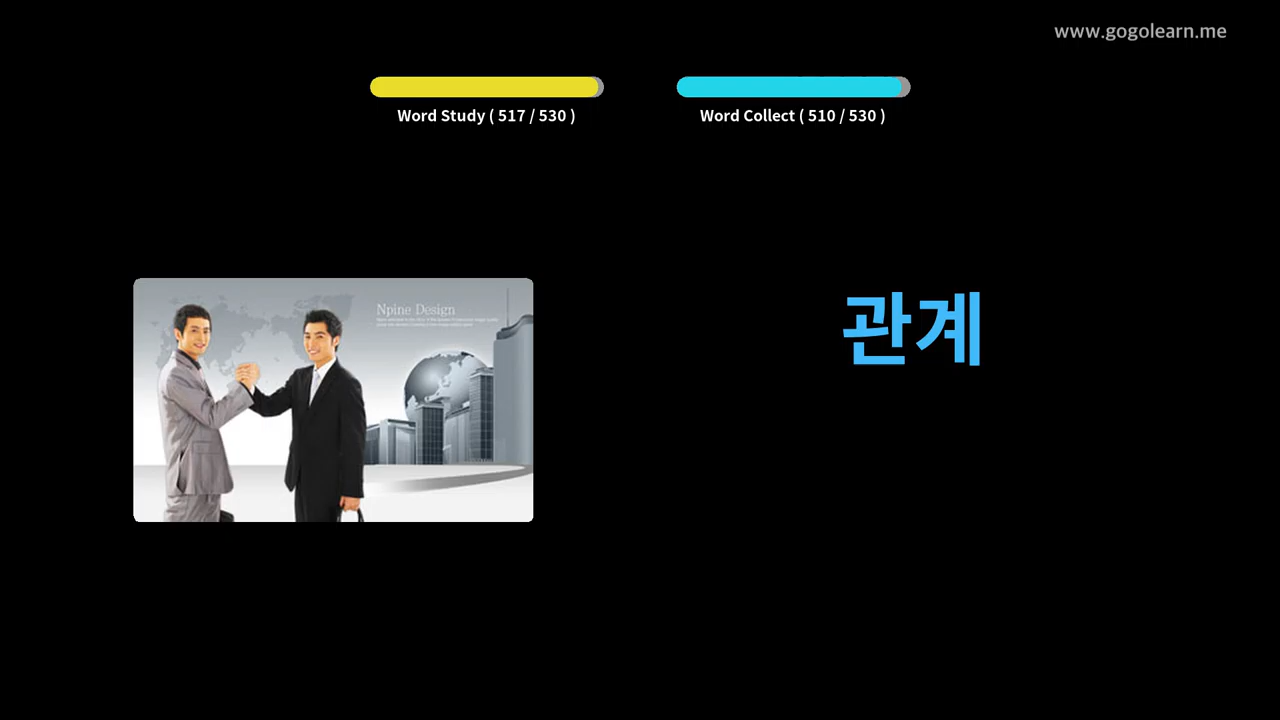 www.gogolearn.me
Word Study ( 517 / 530 )
Word Collect ( 510 / 530 )
Npine Design
관계